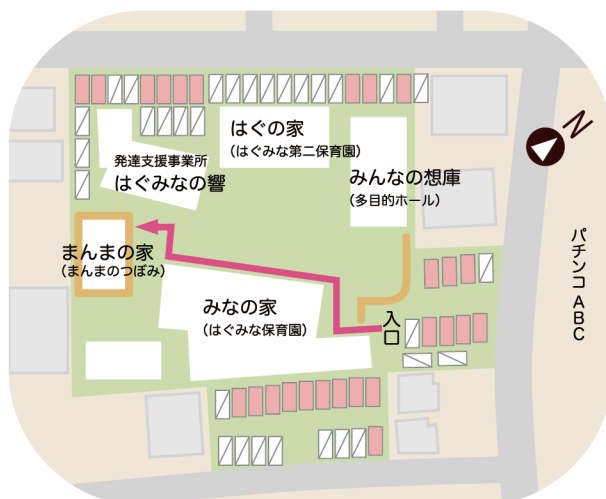 N
はぐの家
(はぐみな第二保育園)
発達支援事業所
はぐみなの響
みんなの想庫
(多目的ホール)
まんまの家
(まんまのつぼみ)
みなの家
(はぐみな保育園)
入口
パチンコABC